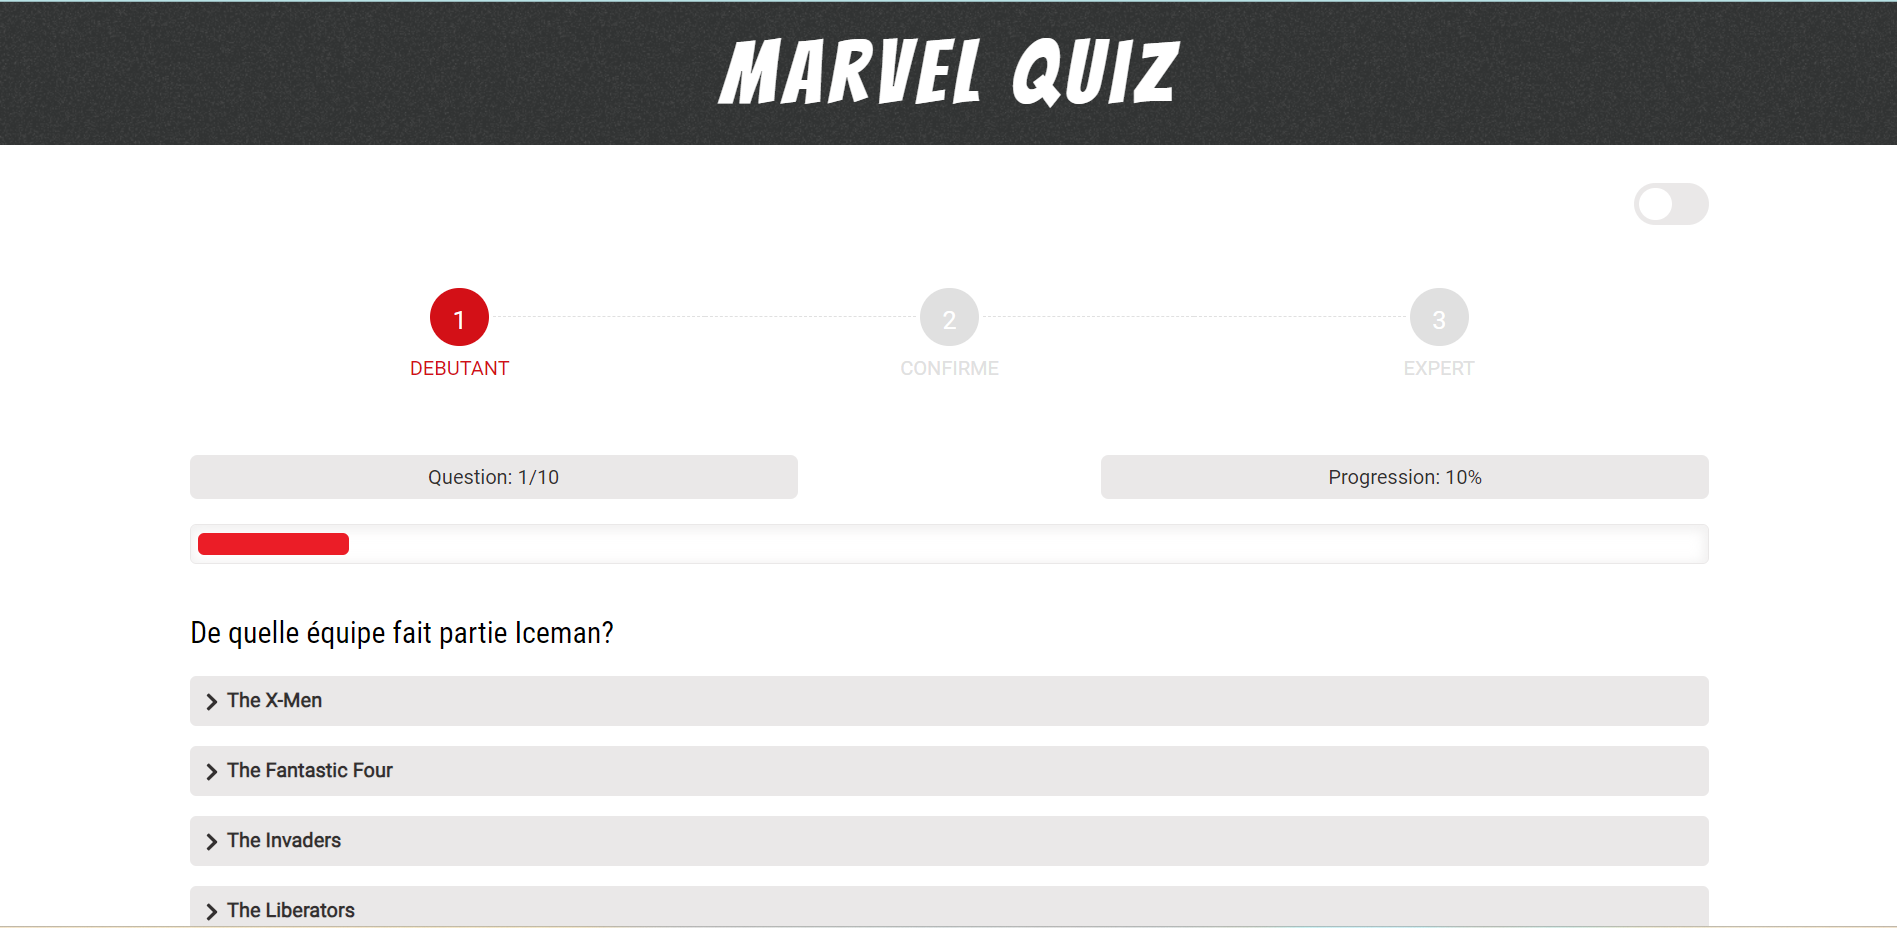 MARVEL QUIZ
1
2
3
DEBUTANT
CONFIRME
EXPERT
Question: 1/10
Progression: 10%
De quelle équipe fait partie Iceman?
The X-Men
The Fantastic Four
The Invaders
The Liberators